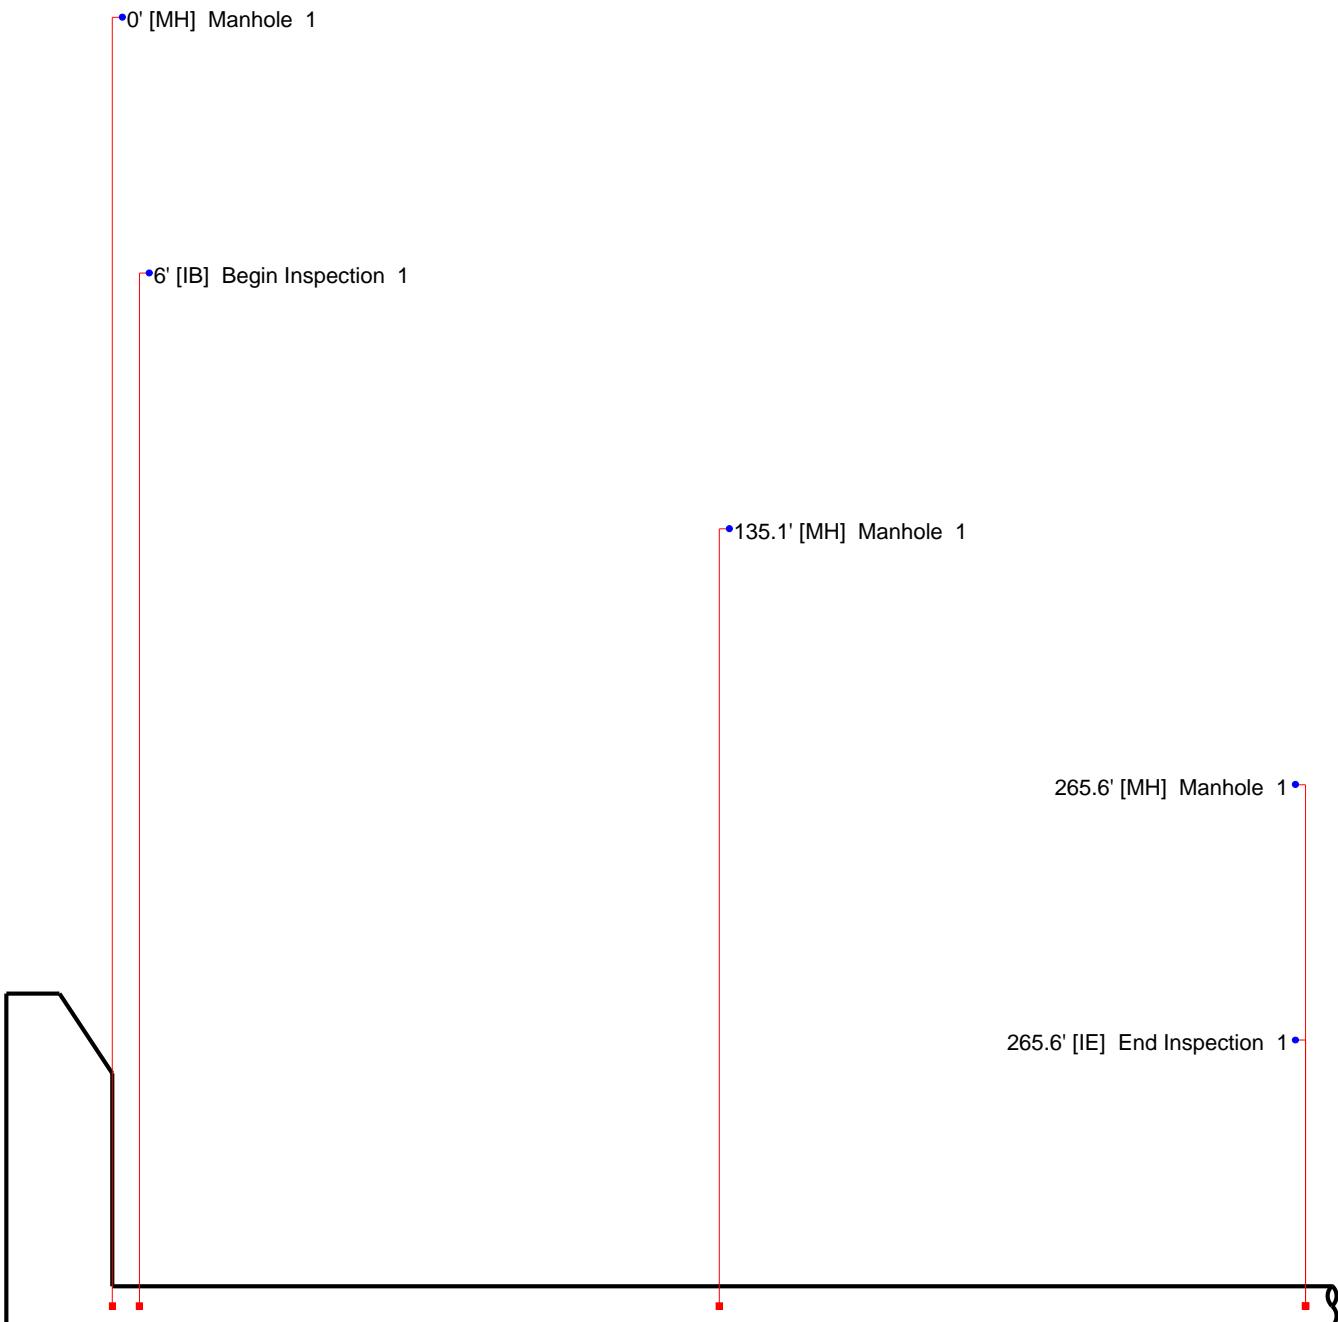 0' [MH]  Manhole  1
6' [IB]  Begin Inspection  1
135.1' [MH]  Manhole  1
265.6' [MH]  Manhole  1
265.6' [IE]  End Inspection  1